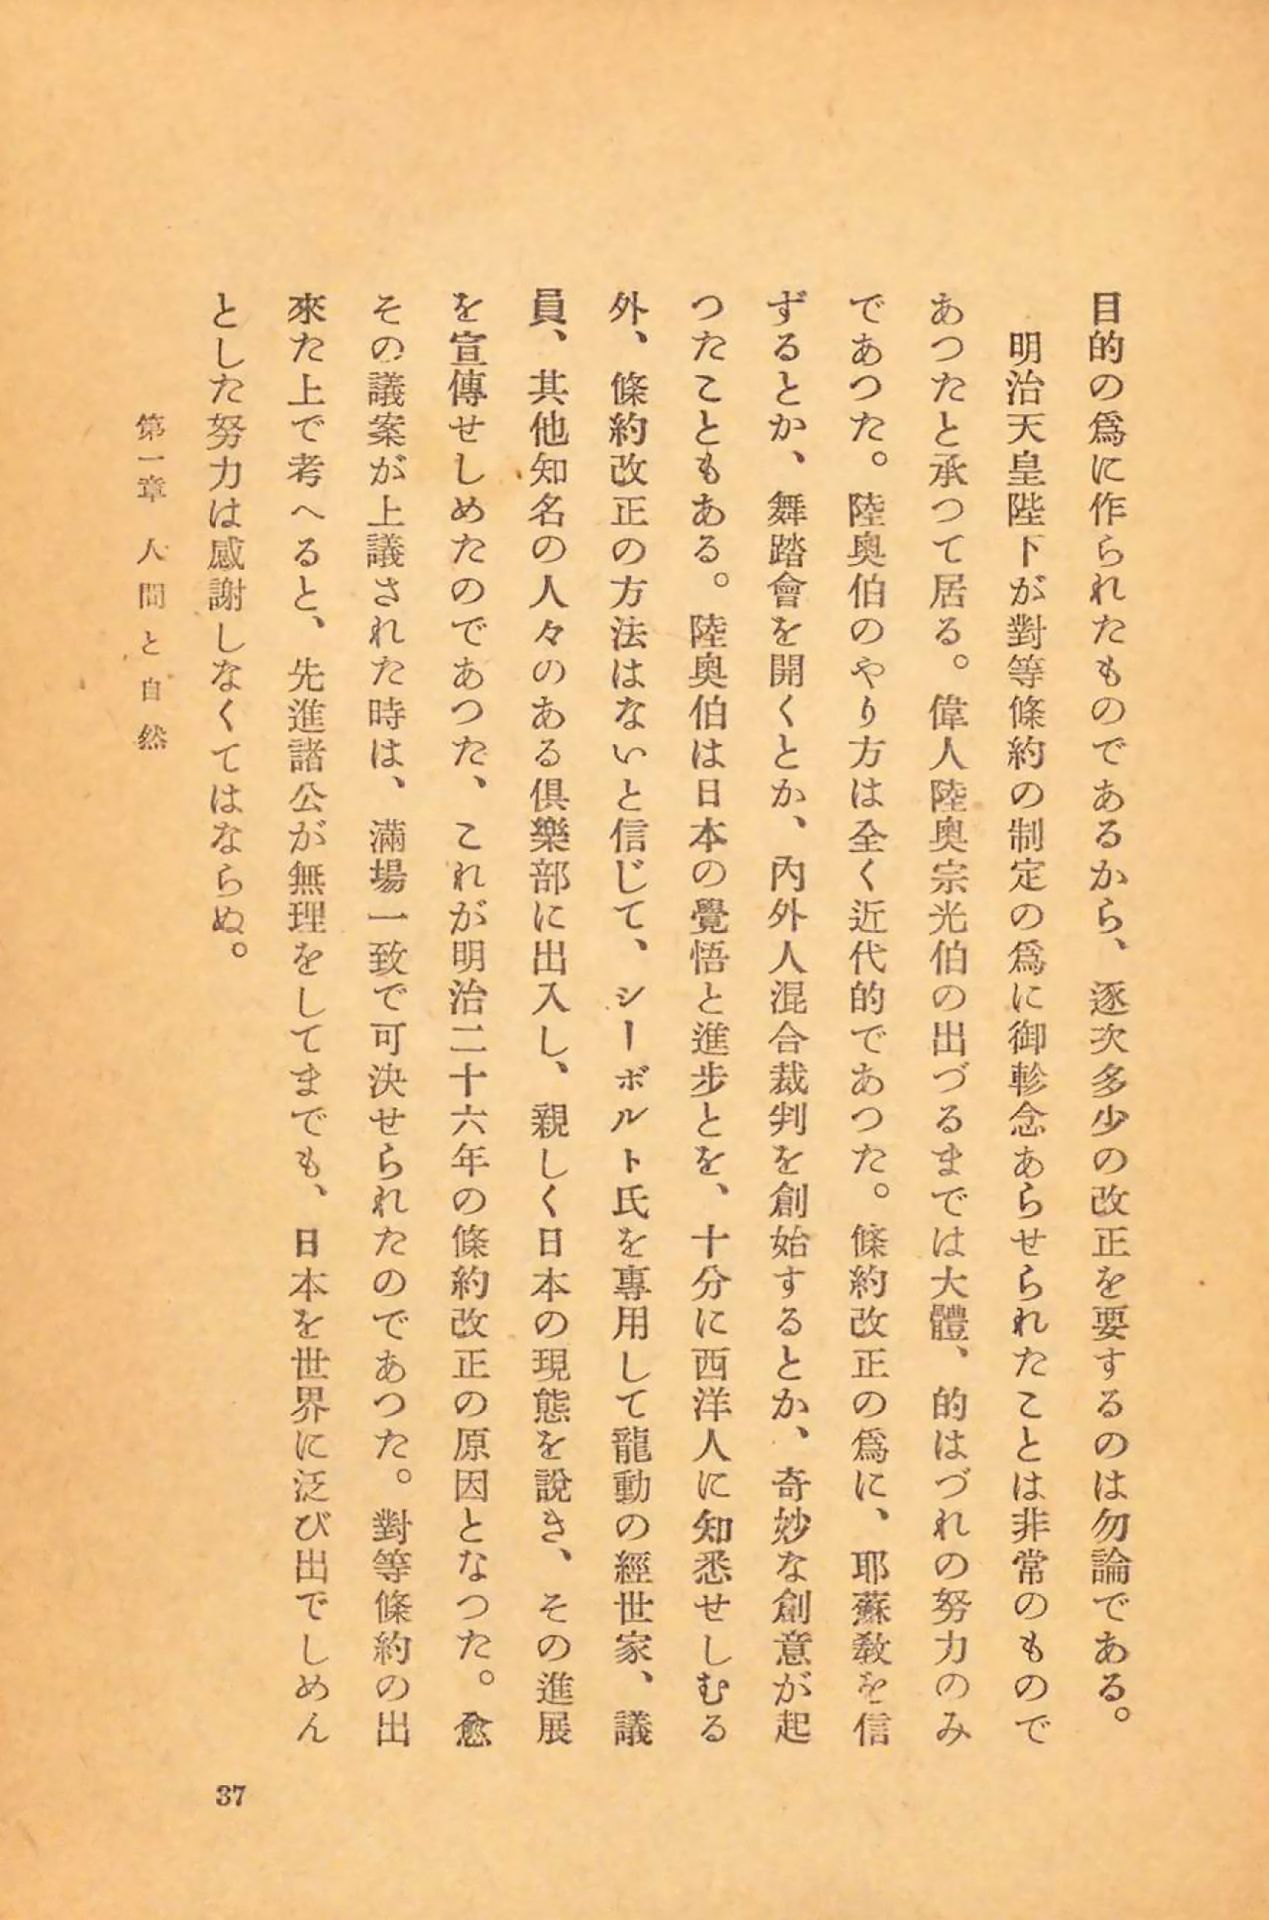 目的の爲に作られたものであるから、逐次多少の改正を要するのは勿論である。
明治天皇陛下が對等條約の制定の爲に御軫念あらせられたことは非常のもので
あつたと承つて居る。偉人陸奥宗光伯の出づるまでは大體、的はづれの努力のみ
であつた。陸奥伯のやり方は全く近代的であつた。條約改正の爲に、耶蘇敎を信
ずるとか、舞踏會を開くとか、內外人混合裁判を創始するとか、奇妙な創意が起
つたこともある。陸奥伯は日本の覺悟と進步とを、十分に西洋人に知悉せしむる
外、條約改正の方法はないと信じて、シーボルト氏を專用して龍動の經世家、議
員、其他知名の人々のある俱樂部に出入し、親しく日本の現態を說き、その進展
を宣傳せしめたのであつた、これが明治二十六年の條約改正の原因となつた。愈
その議案が上議された時は、滿場一致で可決せられたのであつた。對等條約の出
來た上で考へると、先進諸公が無理をしてまでも、日本を世界に泛び出でしめん
とした努力は感謝しなくてはならぬ。
第一章 人間と自然
37